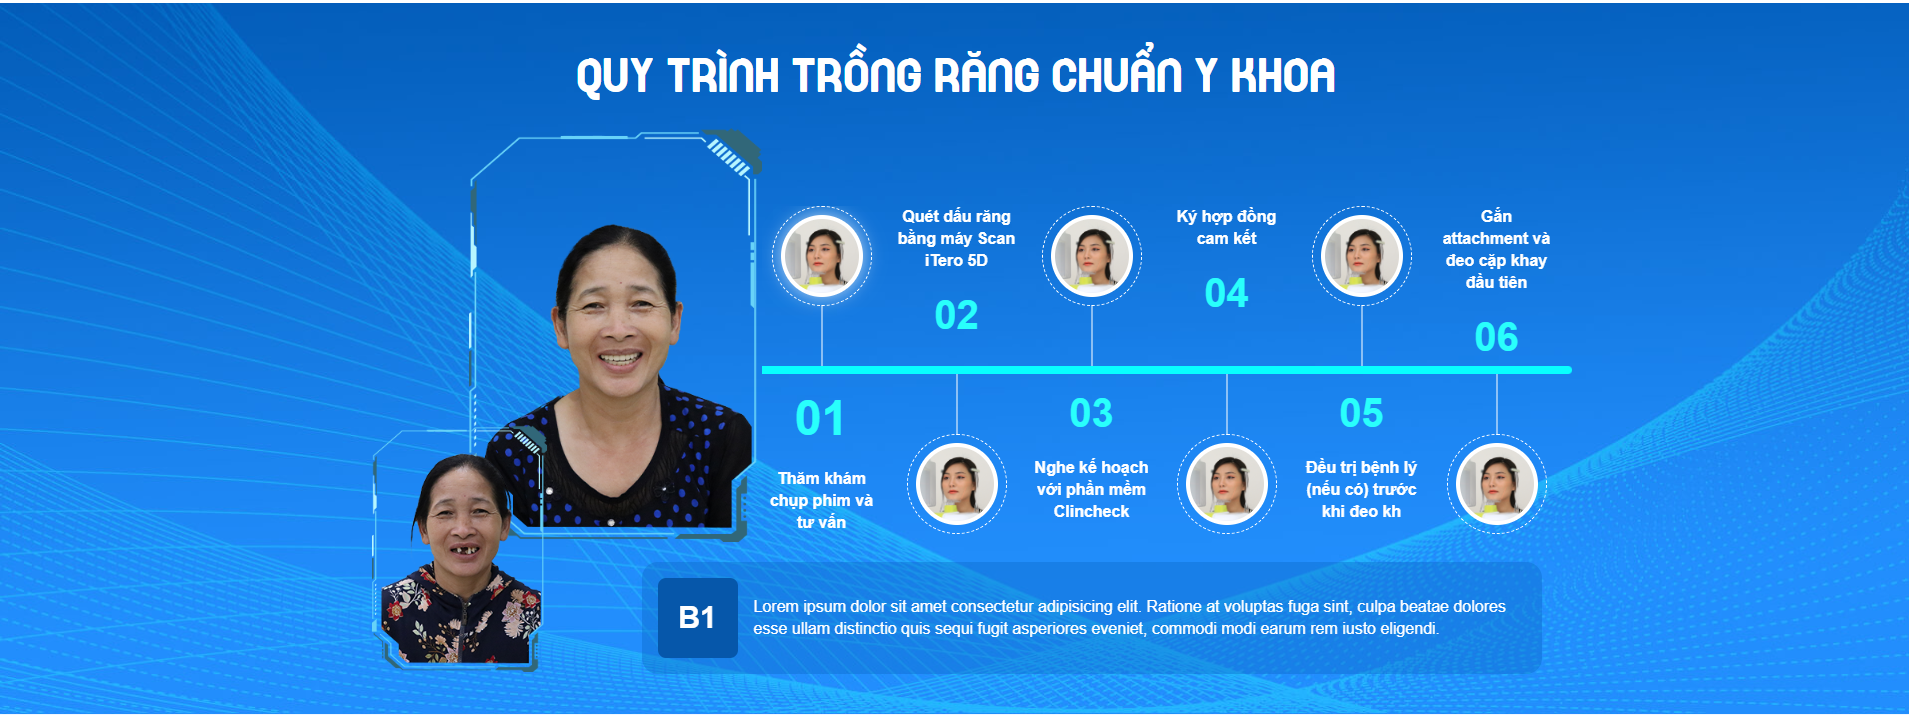 QUY TRÌNH TRỒNG RĂNG CHUẨN Y KHOA
01
Thăm khám
chụp phim và
tư vấn
Quét dấu răng
bằng máy Scan
iTero 5D
02
03
Nghe kế hoạch
với phần mềm
Clincheck
Ký hợp đồng
cam kết
04
05
Đều trị bệnh lý
(nếu có) trước
khi đeo kh
Gắn
attachment và
đeo cặp khay
đầu tiên
06
B1
Lorem ipsum dolor sit amet consectetur adipisicing elit. Ratione at voluptas fuga sint, culpa beatae dolores
esse ullam distinctio quis sequi fugit asperiores eveniet, commodi modi earum rem iusto eligendi.